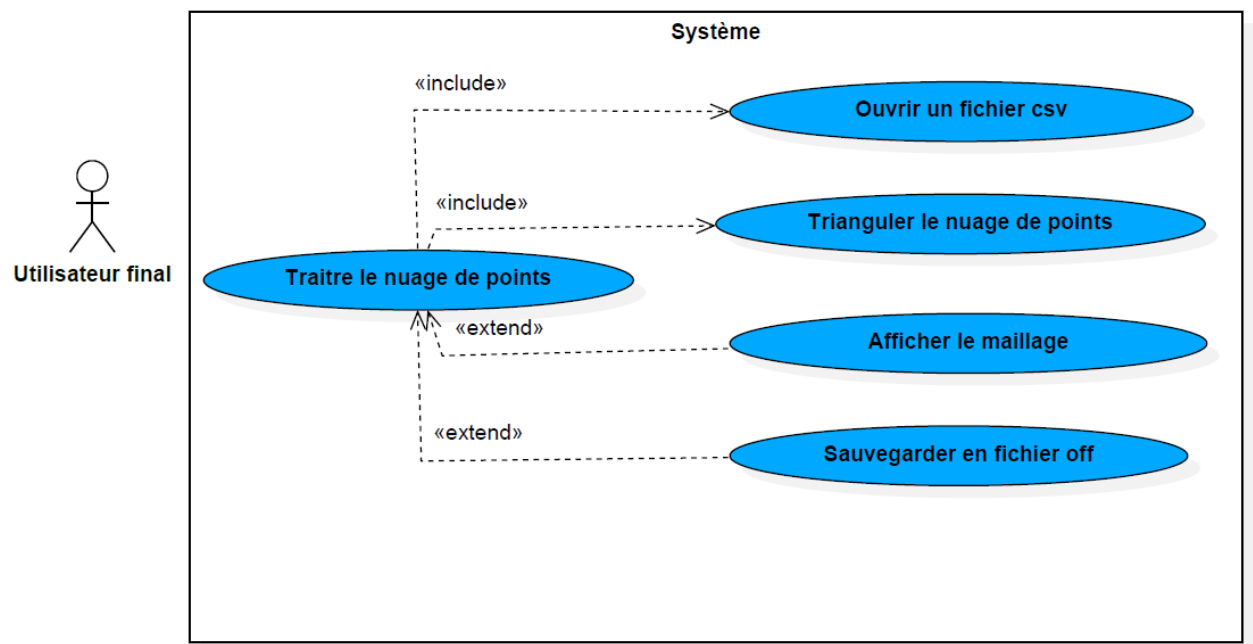 Système
«include»
Ouvrir un fichier csv
«include»
Trianguler le nuage de points
Utilisateur final
Traitre le nuage de points
«extend»
Afficher le maillage
«extend»
Sauvegarder en fichier off